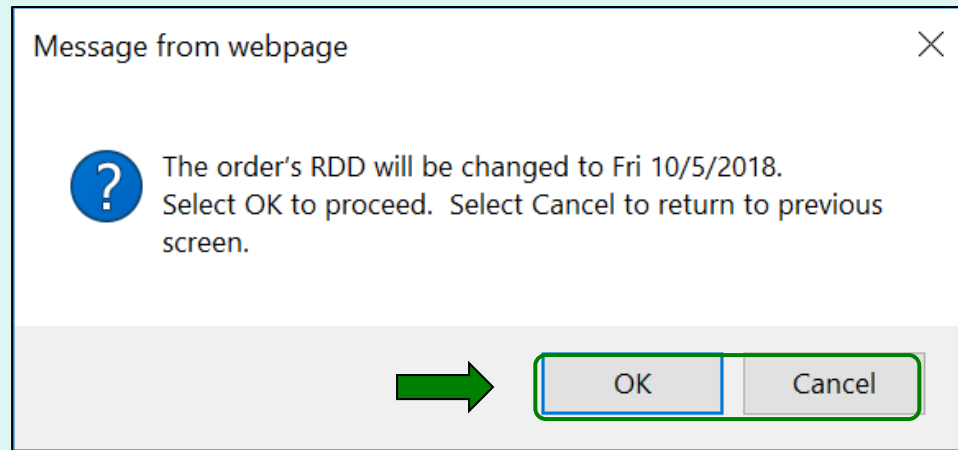 Message from webpage
?
The order's RDD will be changed to Fri 10/5/2018.
Select OK to proceed.  Select Cancel to return to previous
screen.
OK
Cancel